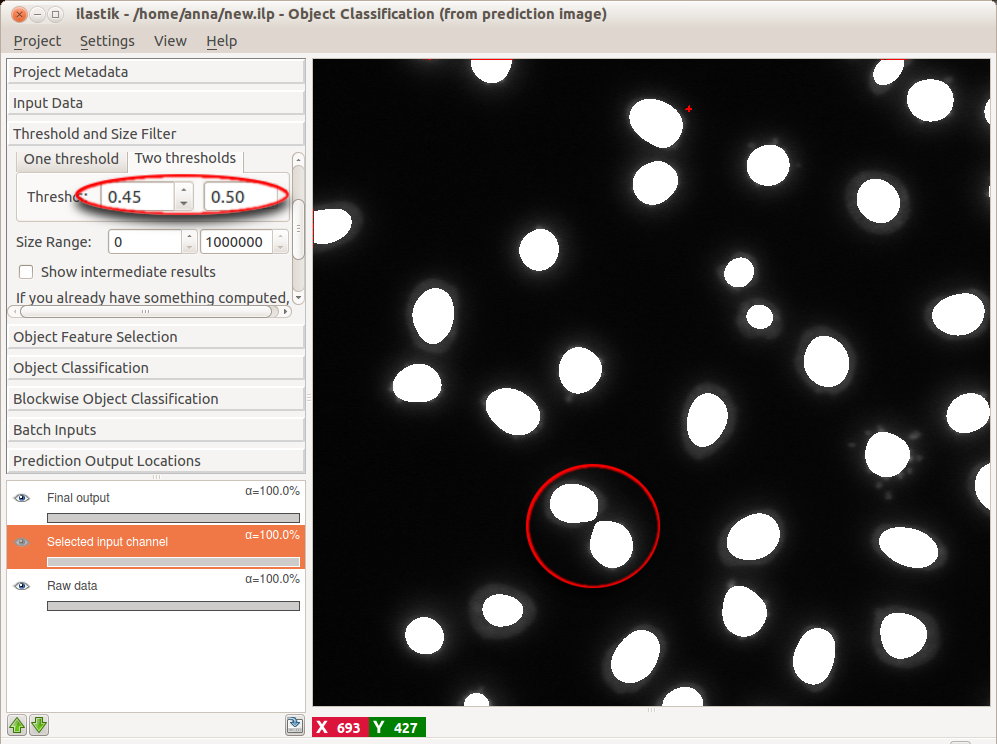 ilastik - /home/anna/new.ilp - Object Classification (from prediction image)
Project Settings View Help
Project Metadata
Input Data
Threshold and Size Filter
One threshold Two thresholds
0.45 0.50
Size Range: 0 1000000
Show intermediate results
If you already have something computed,
Object Feature Selection
Object Classification
Blockwise Object Classification
Batch Inputs
Prediction Output Locations
Final output α=100.0%
Selected input channel α=100.0%
Raw data α=100.0%
X 693 Y 427